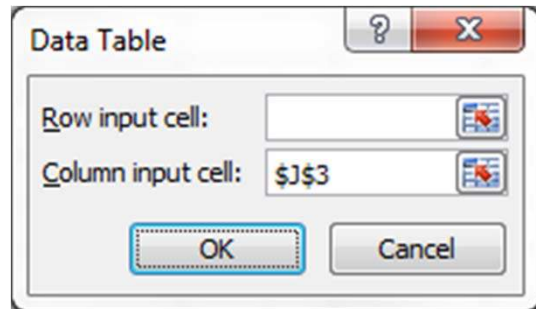 Data Table
?
Row input cell:
Column input cell: $J$3
OK Cancel